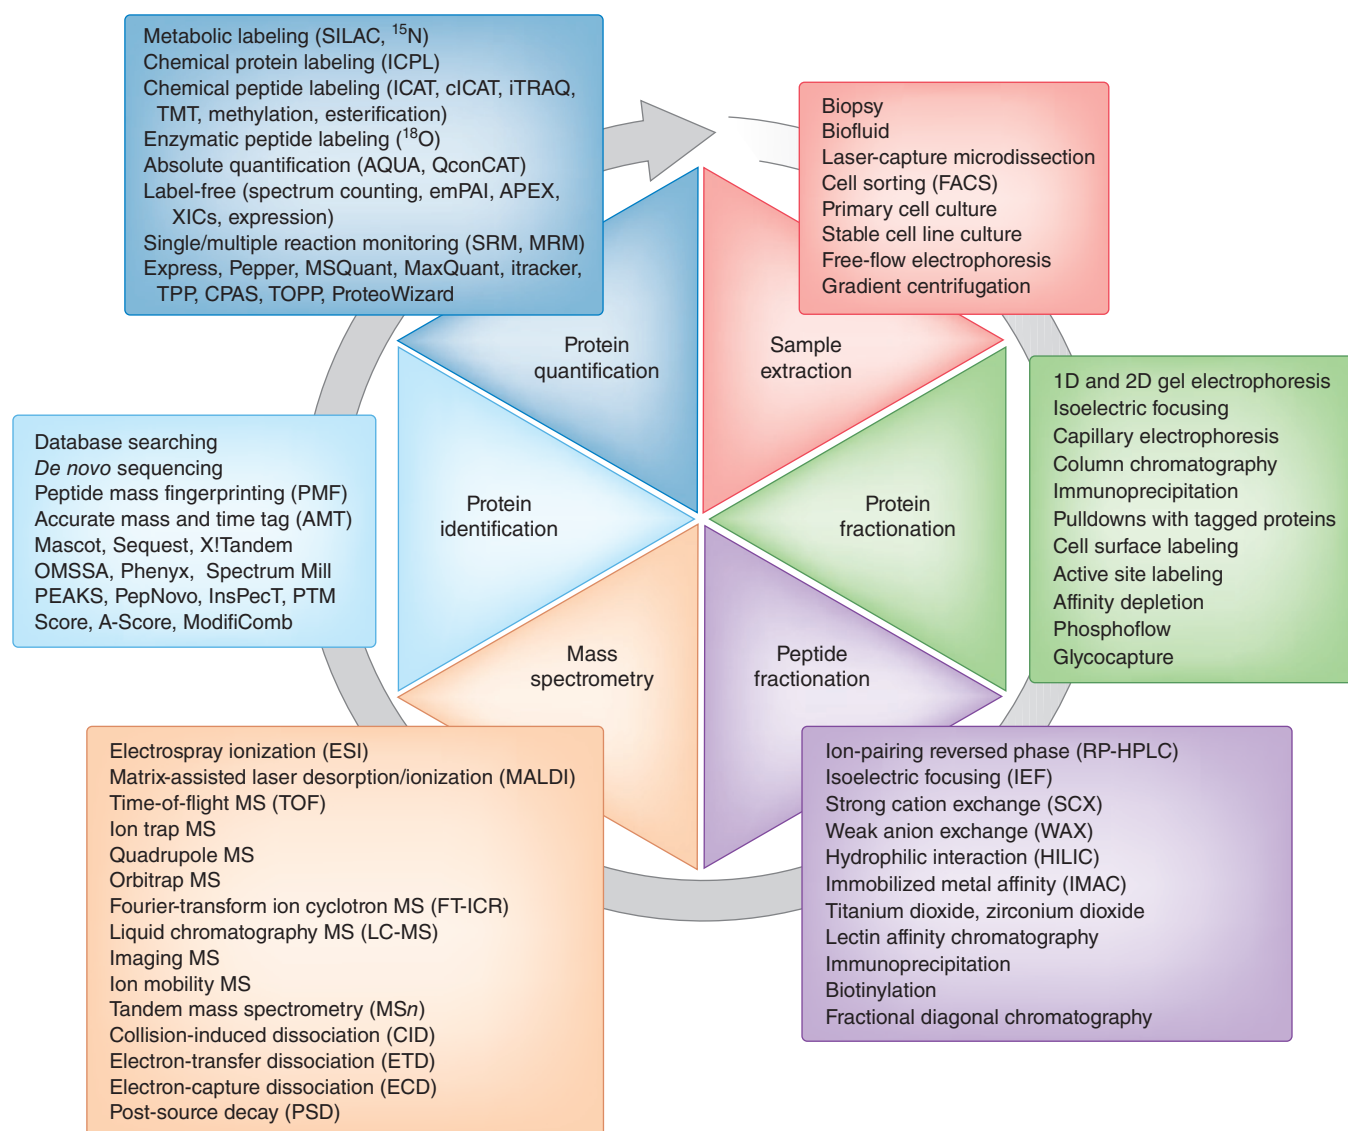 Metabolic labeling (SILAC, ¹⁵N)
Chemical protein labeling (ICPL)
Chemical peptide labeling (ICAT, cICAT, iTRAQ,
TMT, methylation, esterification)
Enzymatic peptide labeling (¹⁸O)
Absolute quantification (AQUA, QconCAT)
Label-free (spectrum counting, emPAI, APEX,
XICs, expression)
Single/multiple reaction monitoring (SRM, MRM)
Express, Pepper, MSQuant, MaxQuant, itracker,
TPP, CPAS, TOPP, ProteoWizard
Biopsy
Biofluid
Laser-capture microdissection
Cell sorting (FACS)
Primary cell culture
Stable cell line culture
Free-flow electrophoresis
Gradient centrifugation
Protein
quantification
Sample
extraction
1D and 2D gel electrophoresis
Isoelectric focusing
Capillary electrophoresis
Column chromatography
Immunoprecipitation
Pulldowns with tagged proteins
Cell surface labeling
Active site labeling
Affinity depletion
Phosphoflow
Glycocapture
Database searching
De novo sequencing
Peptide mass fingerprinting (PMF)
Accurate mass and time tag (AMT)
Mascot, Sequest, X!Tandem
OMSSA, Phenyx, Spectrum Mill
PEAKS, PepNovo, InsPecT, PTM
Score, A-Score, ModifiComb
Protein
identification
Protein
fractionation
Mass
spectrometry
Peptide
fractionation
Electrospray ionization (ESI)
Matrix-assisted laser desorption/ionization (MALDI)
Time-of-flight MS (TOF)
Ion trap MS
Quadrupole MS
Orbitrap MS
Fourier-transform ion cyclotron MS (FT-ICR)
Liquid chromatography MS (LC-MS)
Imaging MS
Ion mobility MS
Tandem mass spectrometry (MSn)
Collision-induced dissociation (CID)
Electron-transfer dissociation (ETD)
Electron-capture dissociation (ECD)
Post-source decay (PSD)
Ion-pairing reversed phase (RP-HPLC)
Isoelectric focusing (IEF)
Strong cation exchange (SCX)
Weak anion exchange (WAX)
Hydrophilic interaction (HILIC)
Immobilized metal affinity (IMAC)
Titanium dioxide, zirconium dioxide
Lectin affinity chromatography
Immunoprecipitation
Biotinylation
Fractional diagonal chromatography